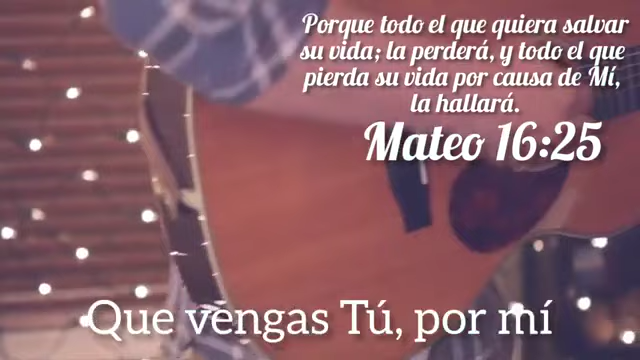 Porque todo el que quiera salvar
su vida; la perderá, y todo el que
pierda su vida por causa de Mí,
la hallará.
Mateo 16:25
Que vengas Tú, por mí